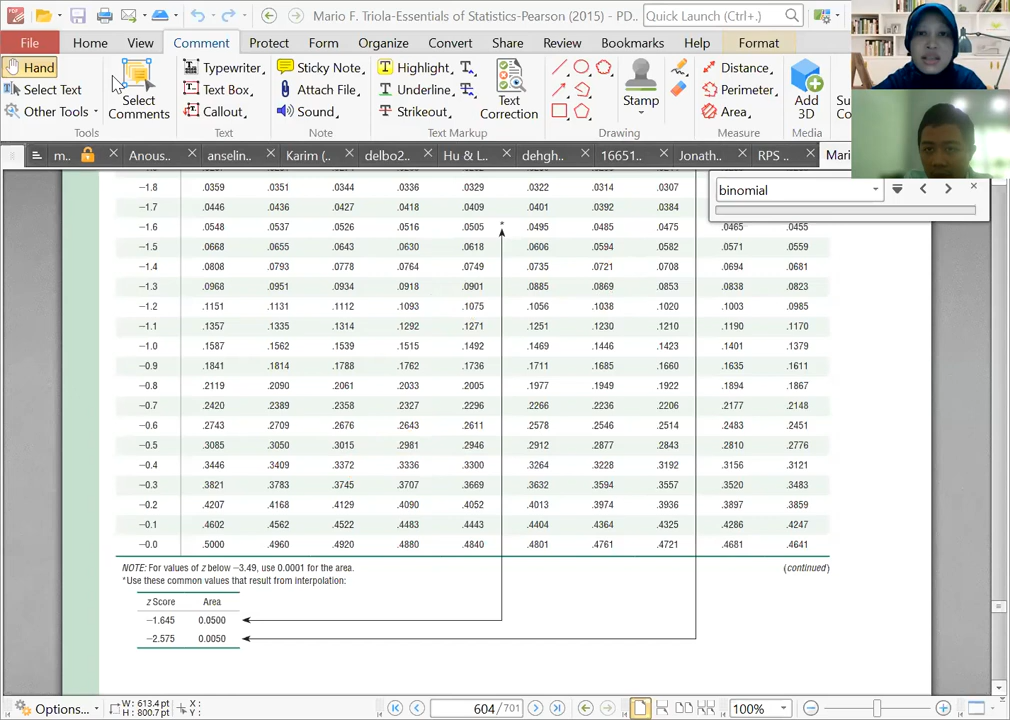 Mario F. Triola-Essentials of Statistics-Pearson (2015) - PD..
Quick Launch (Ctrl+.)
File Home View Comment Protect Form Organize Convert Share Review Bookmarks Help Format
Hand
Select Text
Other Tools
Tools
Select Comments
Typewriter
Text Box
Callout
Text
Sticky Note
Attach File
Sound
Note
Highlight
Underline
Strikeout
Text Correction
Text Markup
Drawing
Stamp
Distance
Perimeter
Area
Measure
Add 3D
Media
m.. Anous.. anselin... Karim (.. delbo2.. Hu & L.. dehgh.. 16651.. Jonath.. RPS .. Mari
binomial
−1.8 .0359 .0351 .0344 .0336 .0329 .0322 .0314 .0307
−1.7 .0446 .0436 .0427 .0418 .0409 .0401 .0392 .0384
−1.6 .0548 .0537 .0526 .0516 .0505 * .0495 .0485 .0475 .0465 .0455
−1.5 .0668 .0655 .0643 .0630 .0618 .0606 .0594 .0582 .0571 .0559
−1.4 .0808 .0793 .0778 .0764 .0749 .0735 .0721 .0708 .0694 .0681
−1.3 .0968 .0951 .0934 .0918 .0901 .0885 .0869 .0853 .0838 .0823
−1.2 .1151 .1131 .1112 .1093 .1075 .1056 .1038 .1020 .1003 .0985
−1.1 .1357 .1335 .1314 .1292 .1271 .1251 .1230 .1210 .1190 .1170
−1.0 .1587 .1562 .1539 .1515 .1492 .1469 .1446 .1423 .1401 .1379
−0.9 .1841 .1814 .1788 .1762 .1736 .1711 .1685 .1660 .1635 .1611
−0.8 .2119 .2090 .2061 .2033 .2005 .1977 .1949 .1922 .1894 .1867
−0.7 .2420 .2389 .2358 .2327 .2296 .2266 .2236 .2206 .2177 .2148
−0.6 .2743 .2709 .2676 .2643 .2611 .2578 .2546 .2514 .2483 .2451
−0.5 .3085 .3050 .3015 .2981 .2946 .2912 .2877 .2843 .2810 .2776
−0.4 .3446 .3409 .3372 .3336 .3300 .3264 .3228 .3192 .3156 .3121
−0.3 .3821 .3783 .3745 .3707 .3669 .3632 .3594 .3557 .3520 .3483
−0.2 .4207 .4168 .4129 .4090 .4052 .4013 .3974 .3936 .3897 .3859
−0.1 .4602 .4562 .4522 .4483 .4443 .4404 .4364 .4325 .4286 .4247
−0.0 .5000 .4960 .4920 .4880 .4840 .4801 .4761 .4721 .4681 .4641
NOTE: For values of z below −3.49, use 0.0001 for the area. (continued)
*Use these common values that result from interpolation:
z Score Area
−1.645 0.0500
−2.575 0.0050
Options... W: 613.4 pt X:
H: 800.7 pt Y:
604 / 701
100%